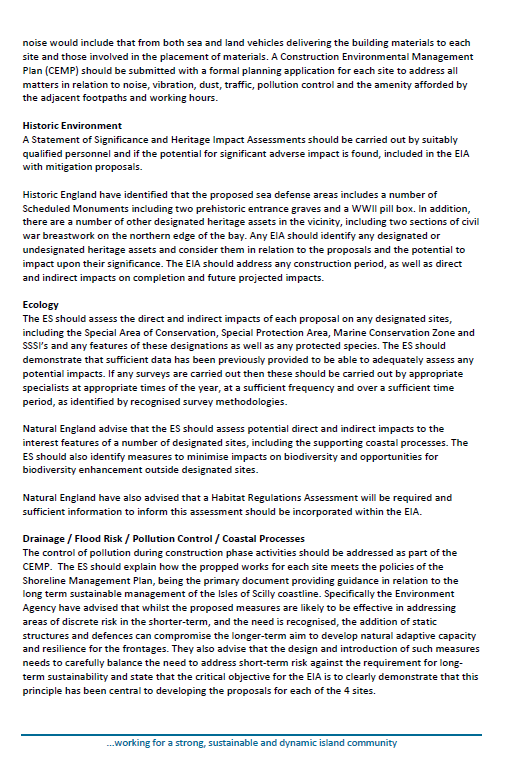 noise would include that from both sea and land vehicles delivering the building materials to each
site and those involved in the placement of materials. A Construction Environmental Management
Plan (CEMP) should be submitted with a formal planning application for each site to address all
matters in relation to noise, vibration, dust, traffic, pollution control and the amenity afforded by
the adjacent footpaths and working hours.
Historic Environment
A Statement of Significance and Heritage Impact Assessments should be carried out by suitably
qualified personnel and if the potential for significant adverse impact is found, included in the EIA
with mitigation proposals.
Historic England have identified that the proposed sea defense areas includes a number of
Scheduled Monuments including two prehistoric entrance graves and a WWII pill box. In addition,
there are a number of other designated heritage assets in the vicinity, including two sections of civil
war breastwork on the northern edge of the bay. Any EIA should identify any designated or
undesignated heritage assets and consider them in relation to the proposals and the potential to
impact upon their significance. The EIA should address any construction period, as well as direct
and indirect impacts on completion and future projected impacts.
Ecology
The ES should assess the direct and indirect impacts of each proposal on any designated sites,
including the Special Area of Conservation, Special Protection Area, Marine Conservation Zone and
SSSI's and any features of these designations as well as any protected species. The ES should
demonstrate that sufficient data has been previously provided to be able to adequately assess any
potential impacts. If any surveys are carried out then these should be carried out by appropriate
specialists at appropriate times of the year, at a sufficient frequency and over a sufficient time
period, as identified by recognised survey methodologies.
Natural England advise that the ES should assess potential direct and indirect impacts to the
interest features of a number of designated sites, including the supporting coastal processes. The
ES should also identify measures to minimise impacts on biodiversity and opportunities for
biodiversity enhancement outside designated sites.
Natural England have also advised that a Habitat Regulations Assessment will be required and
sufficient information to inform this assessment should be incorporated within the EIA.
Drainage / Flood Risk / Pollution Control / Coastal Processes
The control of pollution during construction phase activities should be addressed as part of the
CEMP. The ES should explain how the propped works for each site meets the policies of the
Shoreline Management Plan, being the primary document providing guidance in relation to the
long term sustainable management of the Isles of Scilly coastline. Specifically the Environment
Agency have advised that whilst the proposed measures are likely to be effective in addressing
areas of discrete risk in the shorter-term, and the need is recognised, the addition of static
structures and defences can compromise the longer-term aim to develop natural adaptive capacity
and resilience for the frontages. They also advise that the design and introduction of such measures
needs to carefully balance the need to address short-term risk against the requirement for long-
term sustainability and state that the critical objective for the EIA is to clearly demonstrate that this
principle has been central to developing the proposals for each of the 4 sites.
...working for a strong, sustainable and dynamic island community